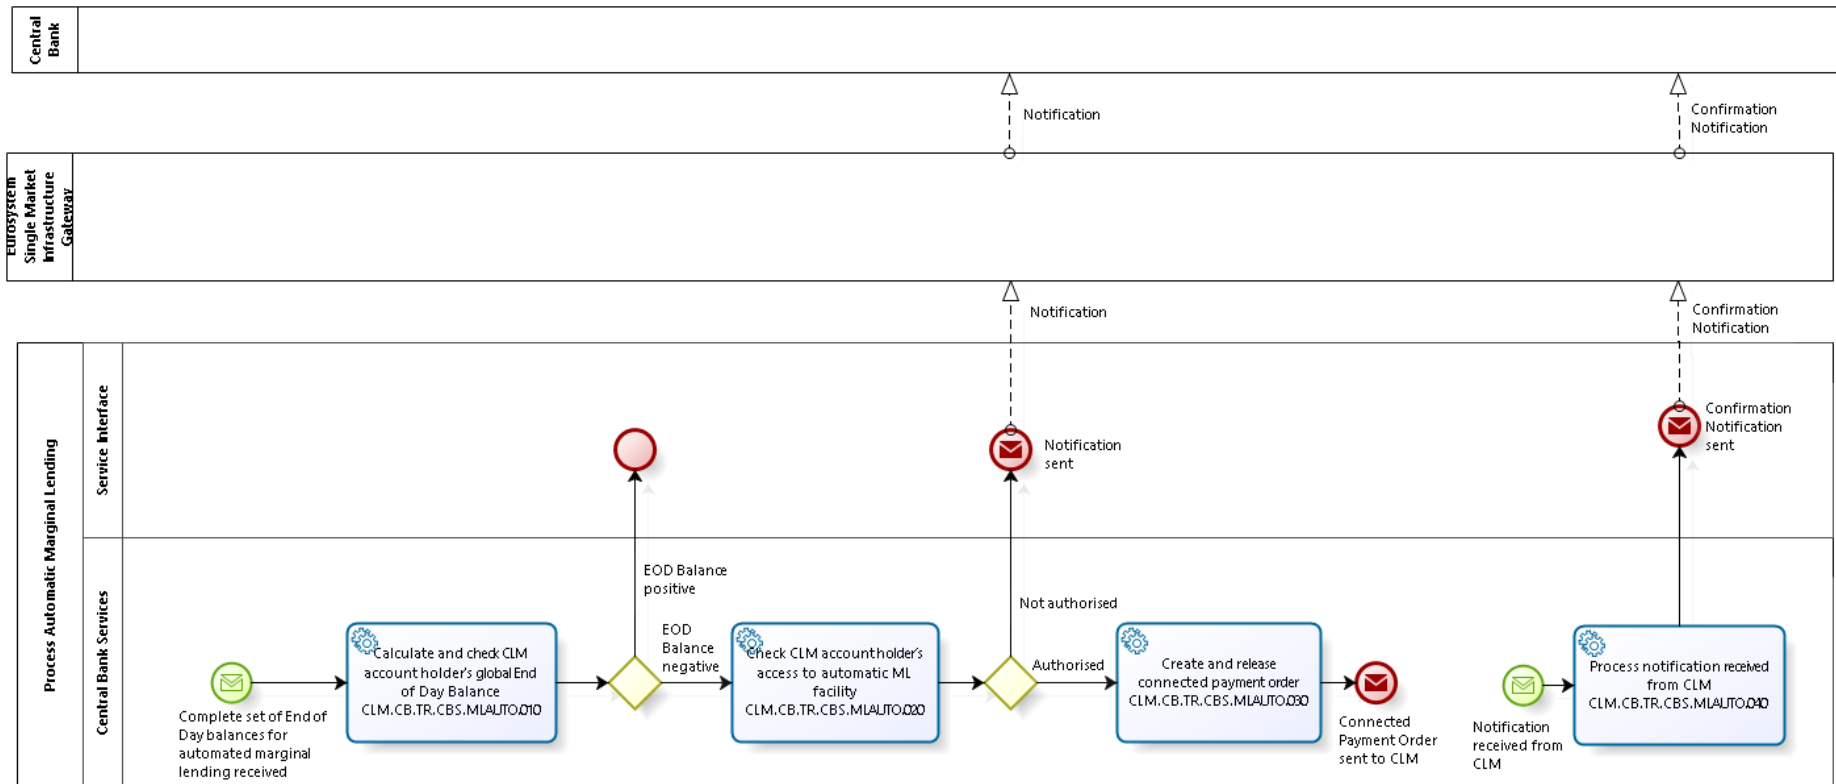 Central
Bank
Notification
Confirmation
Notification
Eurosystem
Single Market
Infrastructure
Gateway
Notification
Confirmation
Notification
Process Automatic Marginal Lending
Service Interface
Notification
sent
Confirmation
Notification
sent
Central Bank Services
EOD Balance
positive
Not authorised
EOD
Balance
negative
Authorised
Complete set of End of
Day balances for
automated marginal
lending received
Calculate and check CLM
account holder's global End
of Day Balance
CLM.CB.TR.CBS.MLAUTO.010
Check CLM account holder's
access to automatic ML
facility
CLM.CB.TR.CBS.MLAUTO.020
Create and release
connected payment order
CLM.CB.TR.CBS.MLAUTO.030
Connected
Payment Order
sent to CLM
Notification
received from
CLM
Process notification received
from CLM
CLM.CB.TR.CBS.MLAUTO.040